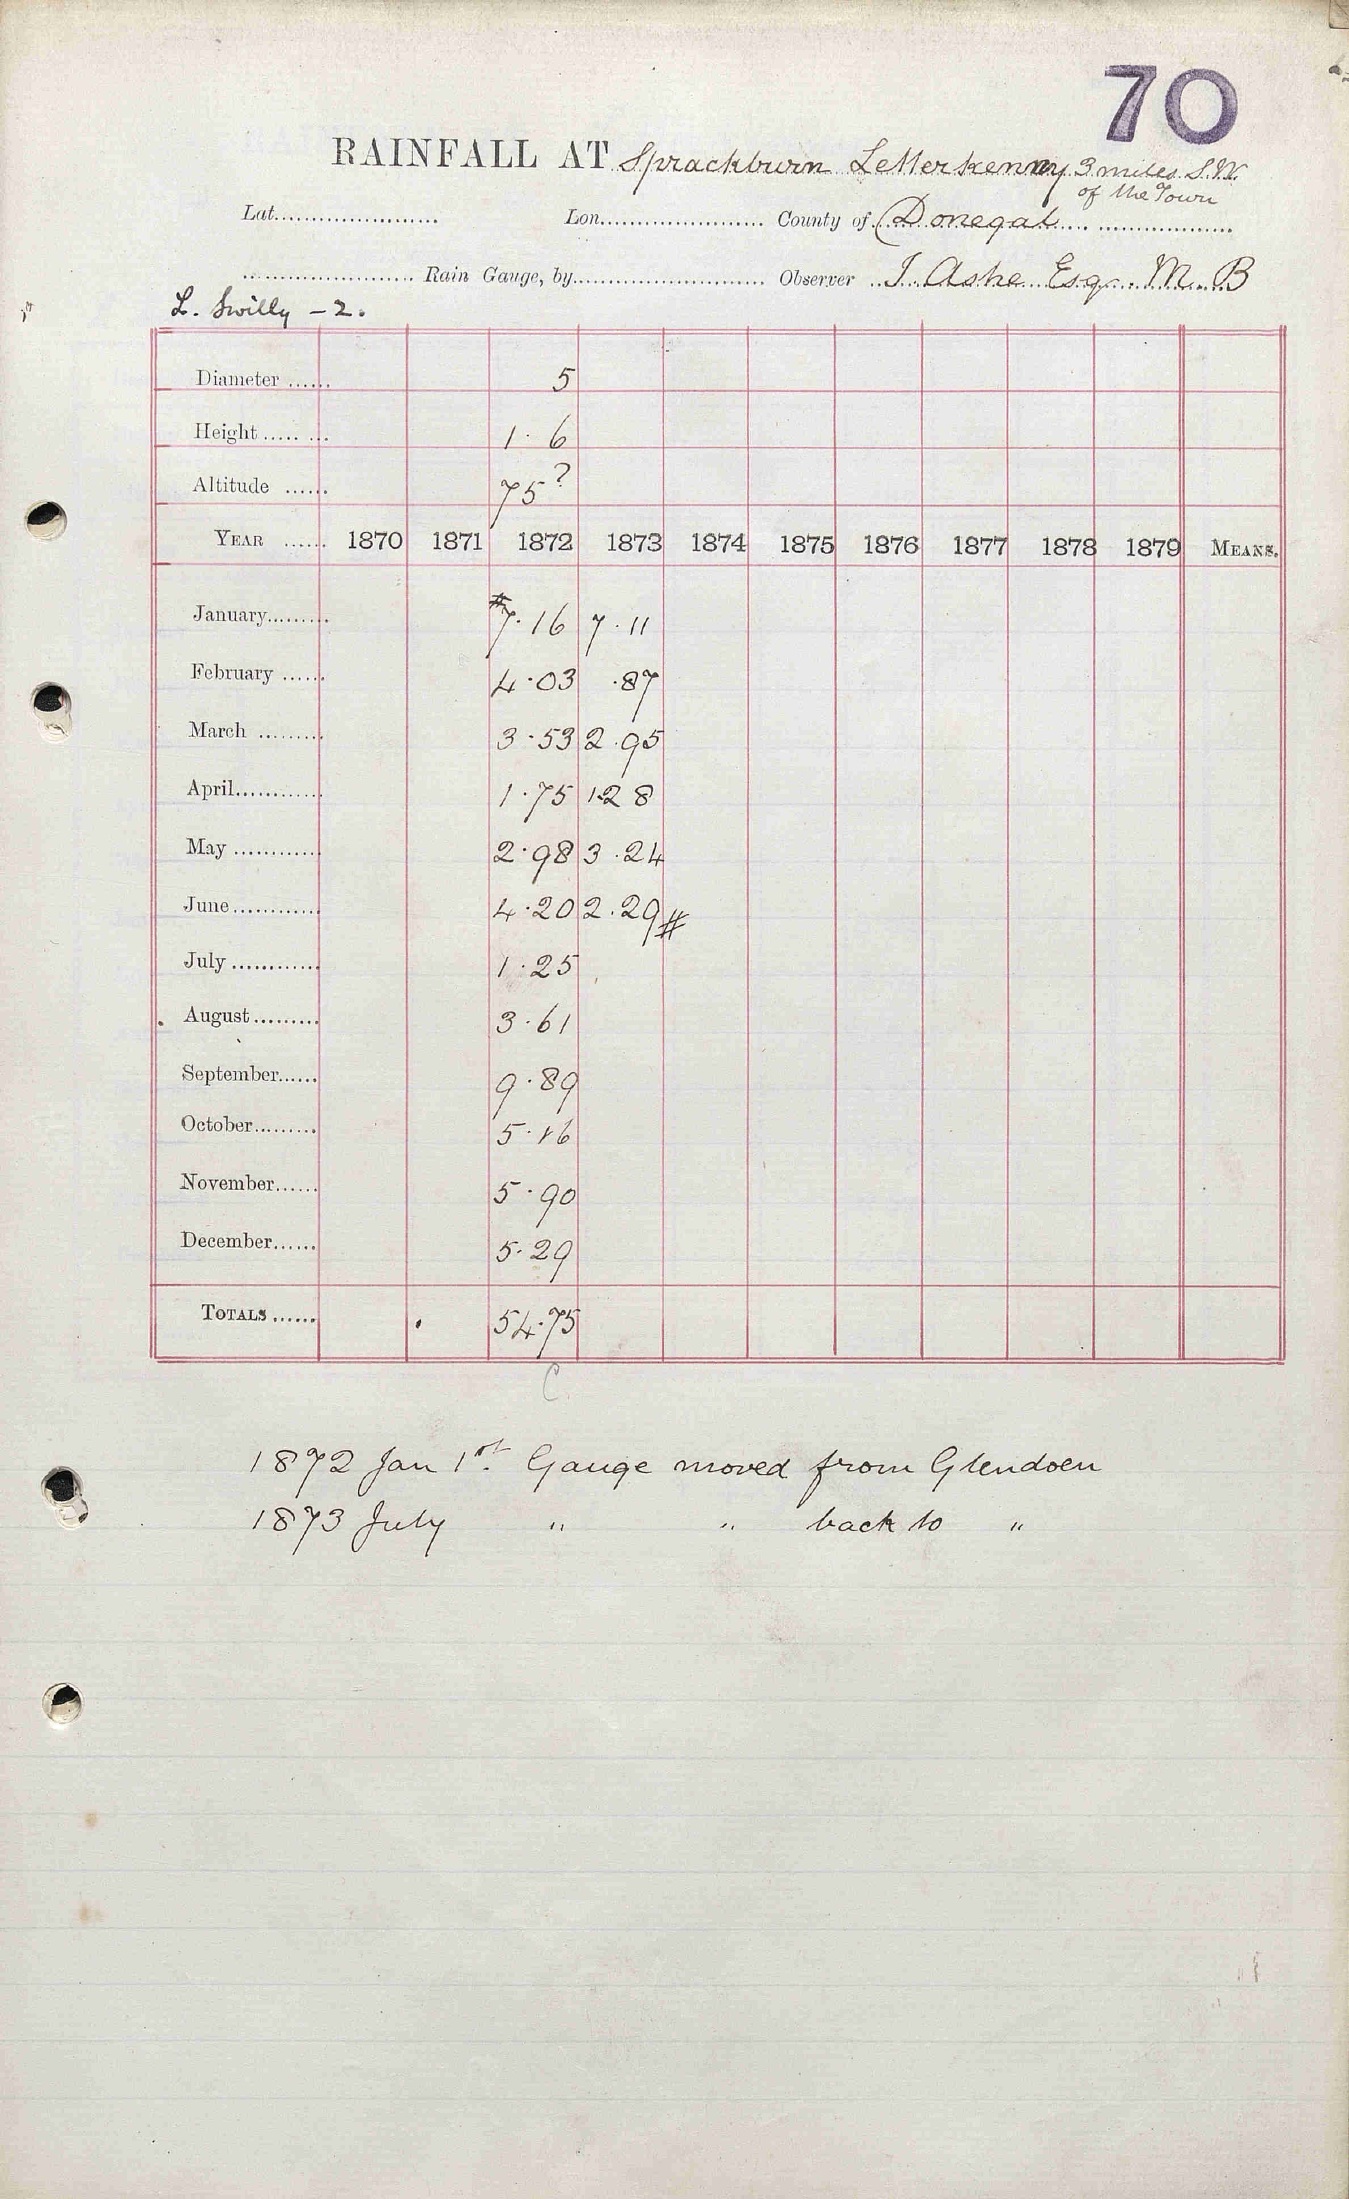 70
RAINFALL AT Sprackburn Letterkenny 3 miles S.W.
of the Town
Lat.................... Lon..................... County of Donegal
..................... Rain Gauge, by........................ Observer J. Ashe Esq. M.B
L. Swilly - 2.
Diameter ...... 5
Height ..... ... 1 . 6
Altitude ...... 75 ?
YEAR ...... 1870 1871 1872 1873 1874 1875 1876 1877 1878 1879 MEANS.
January......... #7.16 7.11
February ...... 4.03 .87
March ......... 3.53 2.95
April............ 1.75 1.28
May ............ 2.98 3.24
June............ 4.20 2.29#
July ............ 1.25
August......... 3.61
September...... 9.89
October......... 5.16
November...... 5.90
December...... 5.29
TOTALS ...... 54.75
C
1872 Jan 1st. Gauge moved from Glendoen
1873 July " " back to "